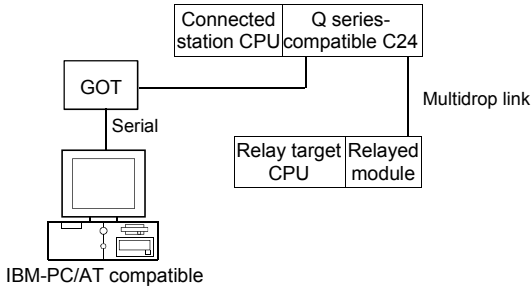 Connected
station CPU
Q series-
compatible C24
GOT
Multidrop link
Serial
Relay target
CPU
Relayed
module
IBM-PC/AT compatible